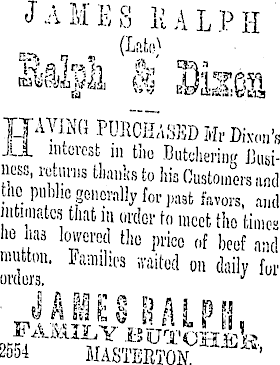 JAMES RALPH
(Late)
Ralph & Dixon
HAVING PURCHASED Mr Dixon's
interest in the Butchering Busi-
ness, returns thanks to his Customers and
the public generally for past favors, and
intimates that in order to meet the times
he has lowered the price of beef and
mutton. Families waited on daily for
orders.
JAMES RALPH,
FAMILY BUTCHER,
2554 MASTERTON.